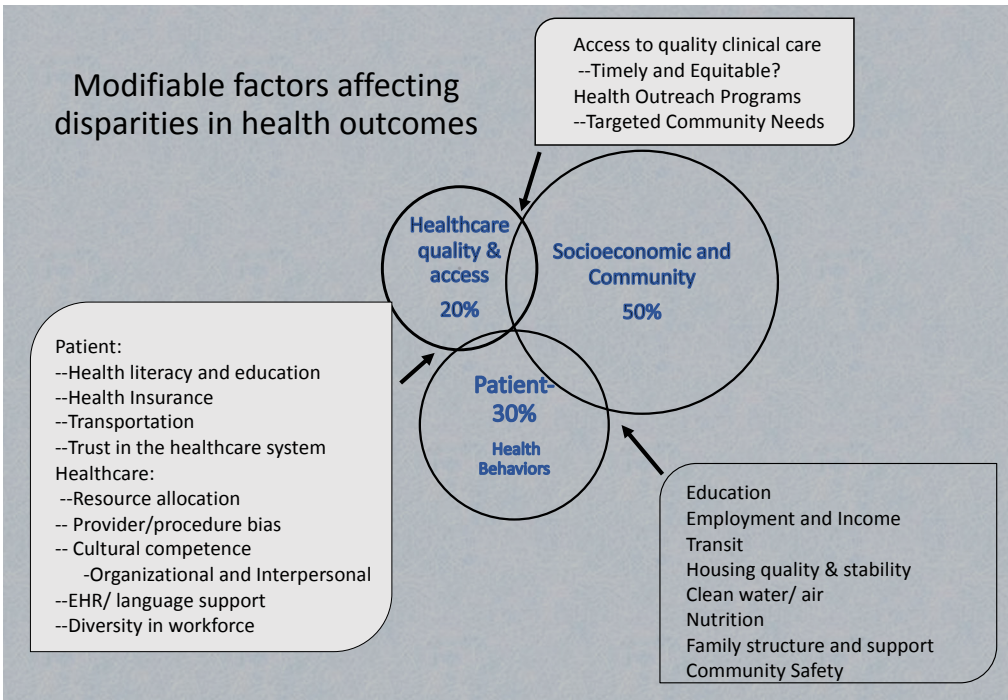 Modifiable factors affecting
disparities in health outcomes
Access to quality clinical care
--Timely and Equitable?
Health Outreach Programs
--Targeted Community Needs
Healthcare
quality &
access
20%
Socioeconomic and
Community
50%
Patient-
30%
Health
Behaviors
Patient:
--Health literacy and education
--Health Insurance
--Transportation
--Trust in the healthcare system
Healthcare:
--Resource allocation
-- Provider/procedure bias
-- Cultural competence
-Organizational and Interpersonal
--EHR/ language support
--Diversity in workforce
Education
Employment and Income
Transit
Housing quality & stability
Clean water/ air
Nutrition
Family structure and support
Community Safety